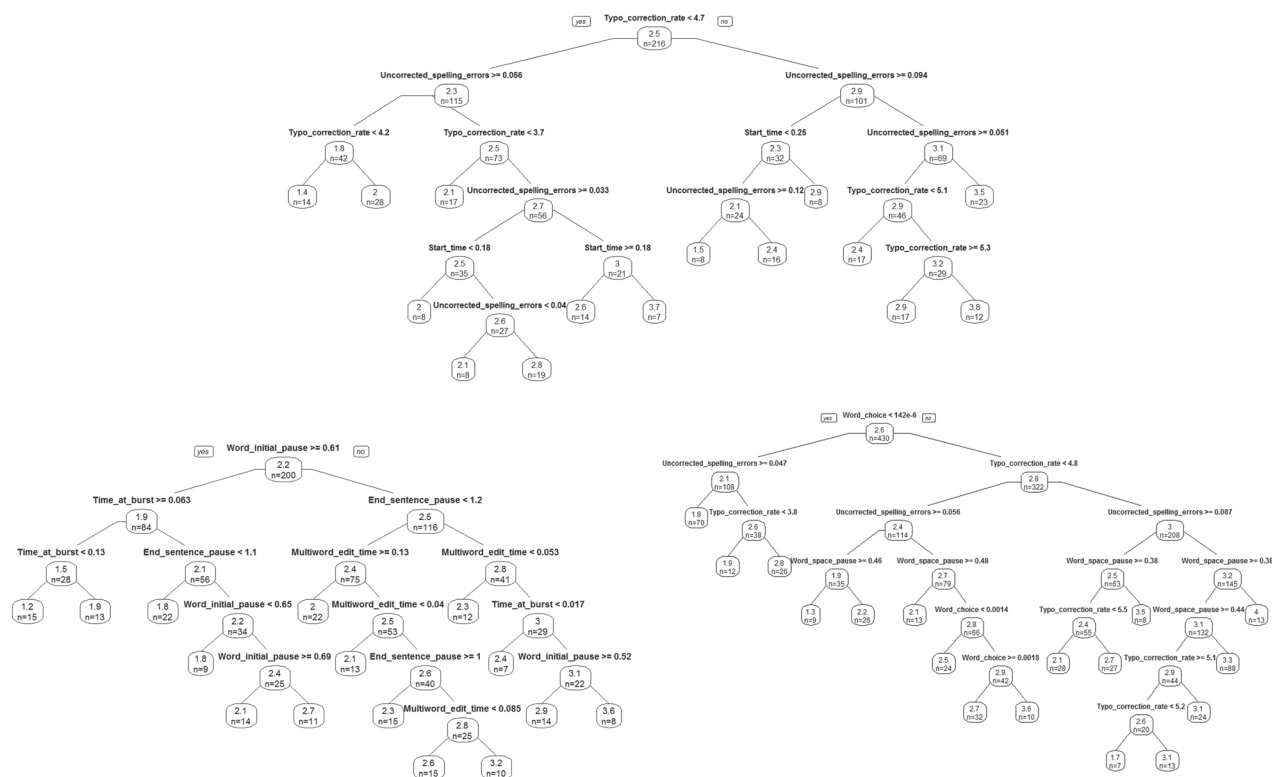 Typo_correction_rate < 4.7
yes no
2.5
n=216
Uncorrected_spelling_errors >= 0.056 Uncorrected_spelling_errors >= 0.094
2.3 2.9
n=115 n=101
Typo_correction_rate < 4.2 Typo_correction_rate < 3.7 Start_time < 0.25 Uncorrected_spelling_errors >= 0.051
1.8 2.5 2.3 3.1
n=42 n=73 n=32 n=69
1.4 2 2.1 Uncorrected_spelling_errors >= 0.033 Uncorrected_spelling_errors >= 0.12 2.9 Typo_correction_rate < 5.1 3.5
n=14 n=28 n=17 n=8 n=23
2.7 2.1 2.9
n=56 n=24 n=46
Start_time < 0.18 Start_time >= 0.18 1.5 2.4 2.4 Typo_correction_rate >= 5.3
n=8 n=16 n=17
2.5 3 3.2
n=35 n=21 n=29
2 Uncorrected_spelling_errors < 0.04 2.6 3.7 2.9 3.8
n=8 n=14 n=7 n=17 n=12
2.6
n=27
2.1 2.8
n=8 n=19
Word_initial_pause >= 0.61
yes no
2.2
n=200
Time_at_burst >= 0.063 End_sentence_pause < 1.2
1.9 2.5
n=84 n=116
Time_at_burst < 0.13 End_sentence_pause < 1.1 Multiword_edit_time >= 0.13 Multiword_edit_time < 0.053
1.5 2.1 2.4 2.8
n=28 n=56 n=75 n=41
1.2 1.9 1.8 Word_initial_pause < 0.65 2 Multiword_edit_time < 0.04 2.3 Time_at_burst < 0.017
n=15 n=13 n=22 n=22 n=12
2.2 2.5 3
n=34 n=53 n=29
1.8 Word_initial_pause >= 0.69 2.1 End_sentence_pause >= 1 2.4 Word_initial_pause >= 0.52
n=9 n=13 n=7
2.4 2.6 3.1
n=25 n=40 n=22
2.1 2.7 2.3 Multiword_edit_time < 0.085 2.9 3.6
n=14 n=11 n=15 n=14 n=8
2.8
n=25
2.6 3.2
n=15 n=10
Word_choice < 142e-6
yes no
2.6
n=430
Uncorrected_spelling_errors >= 0.047 Typo_correction_rate < 4.8
2.1 2.8
n=108 n=322
1.8 Typo_correction_rate < 3.8 Uncorrected_spelling_errors >= 0.056 Uncorrected_spelling_errors >= 0.087
n=70
2.6 2.4 3
n=38 n=114 n=208
1.9 2.8 Word_space_pause >= 0.46 Word_space_pause >= 0.48 Word_space_pause >= 0.38 Word_space_pause >= 0.38
n=12 n=26
1.9 2.7 2.5 3.2
n=35 n=79 n=63 n=145
1.3 2.2 2.1 Word_choice < 0.0014 Typo_correction_rate < 5.5 3.5 Word_space_pause >= 0.44 4
n=9 n=26 n=13 n=8 n=13
2.8 2.4 3.1
n=66 n=55 n=132
2.5 Word_choice >= 0.0018 2.1 2.7 Typo_correction_rate >= 5.1 3.3
n=24 n=28 n=27 n=88
2.9 2.9
n=42 n=44
2.7 3.6 Typo_correction_rate < 5.2 3.1
n=32 n=10 n=24
2.6
n=20
1.7 3.1
n=7 n=13